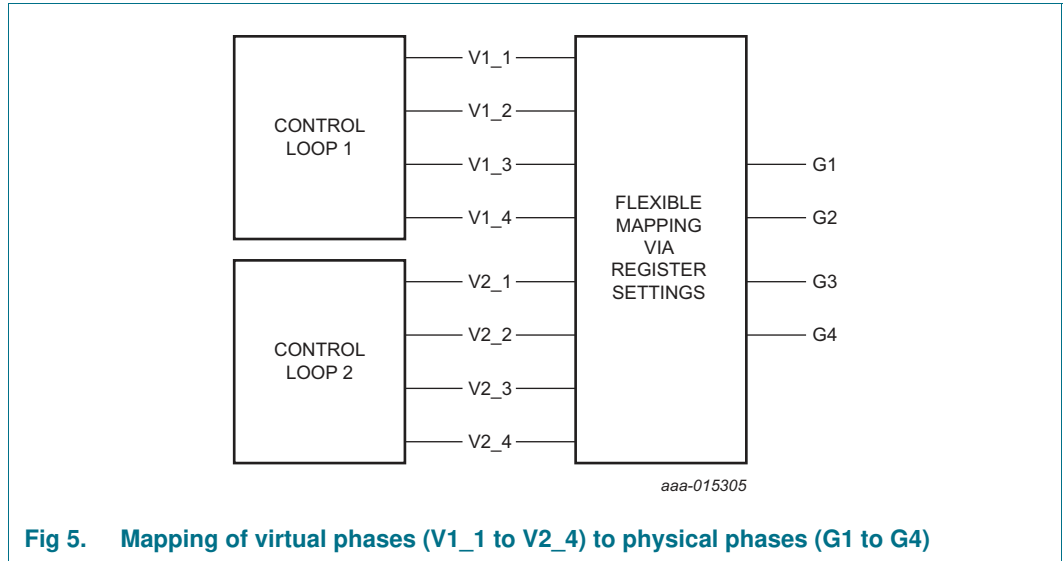 CONTROL
LOOP 1
V1_1
V1_2
V1_3
V1_4
CONTROL
LOOP 2
V2_1
V2_2
V2_3
V2_4
FLEXIBLE
MAPPING
VIA
REGISTER
SETTINGS
G1
G2
G3
G4
aaa-015305
Fig 5. Mapping of virtual phases (V1_1 to V2_4) to physical phases (G1 to G4)